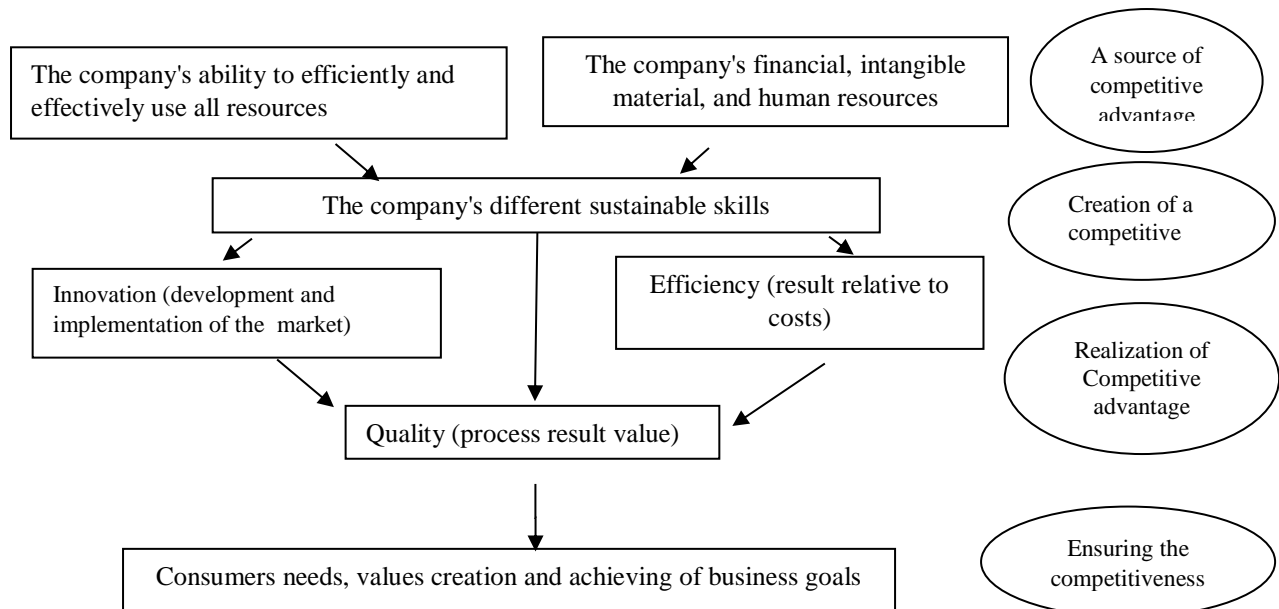 The company's ability to efficiently and
effectively use all resources
The company's financial, intangible
material, and human resources
A source of
competitive
advantage
The company's different sustainable skills
Creation of a
competitive
Innovation (development and
implementation of the market)
Efficiency (result relative to
costs)
Realization of
Competitive
advantage
Quality (process result value)
Consumers needs, values creation and achieving of business goals
Ensuring the
competitiveness